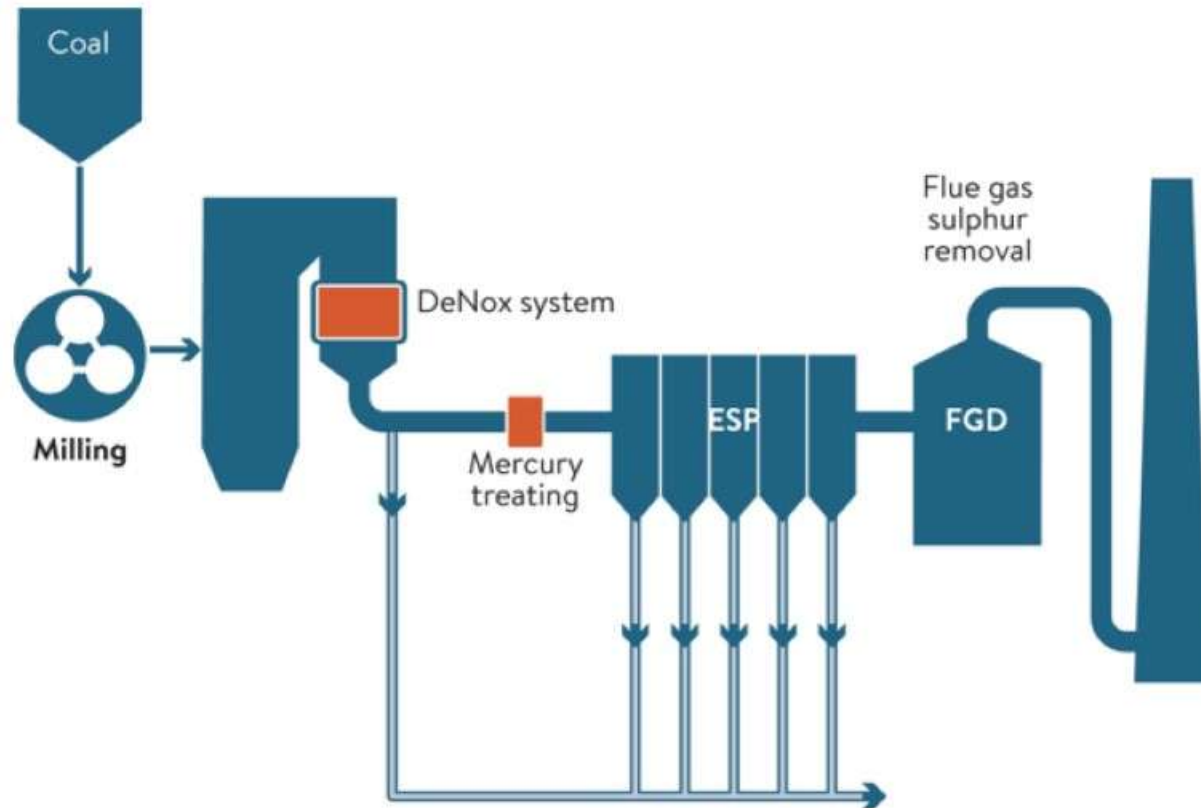 Coal
Milling
DeNox system
Mercury
treating
ESP
FGD
Flue gas
sulphur
removal